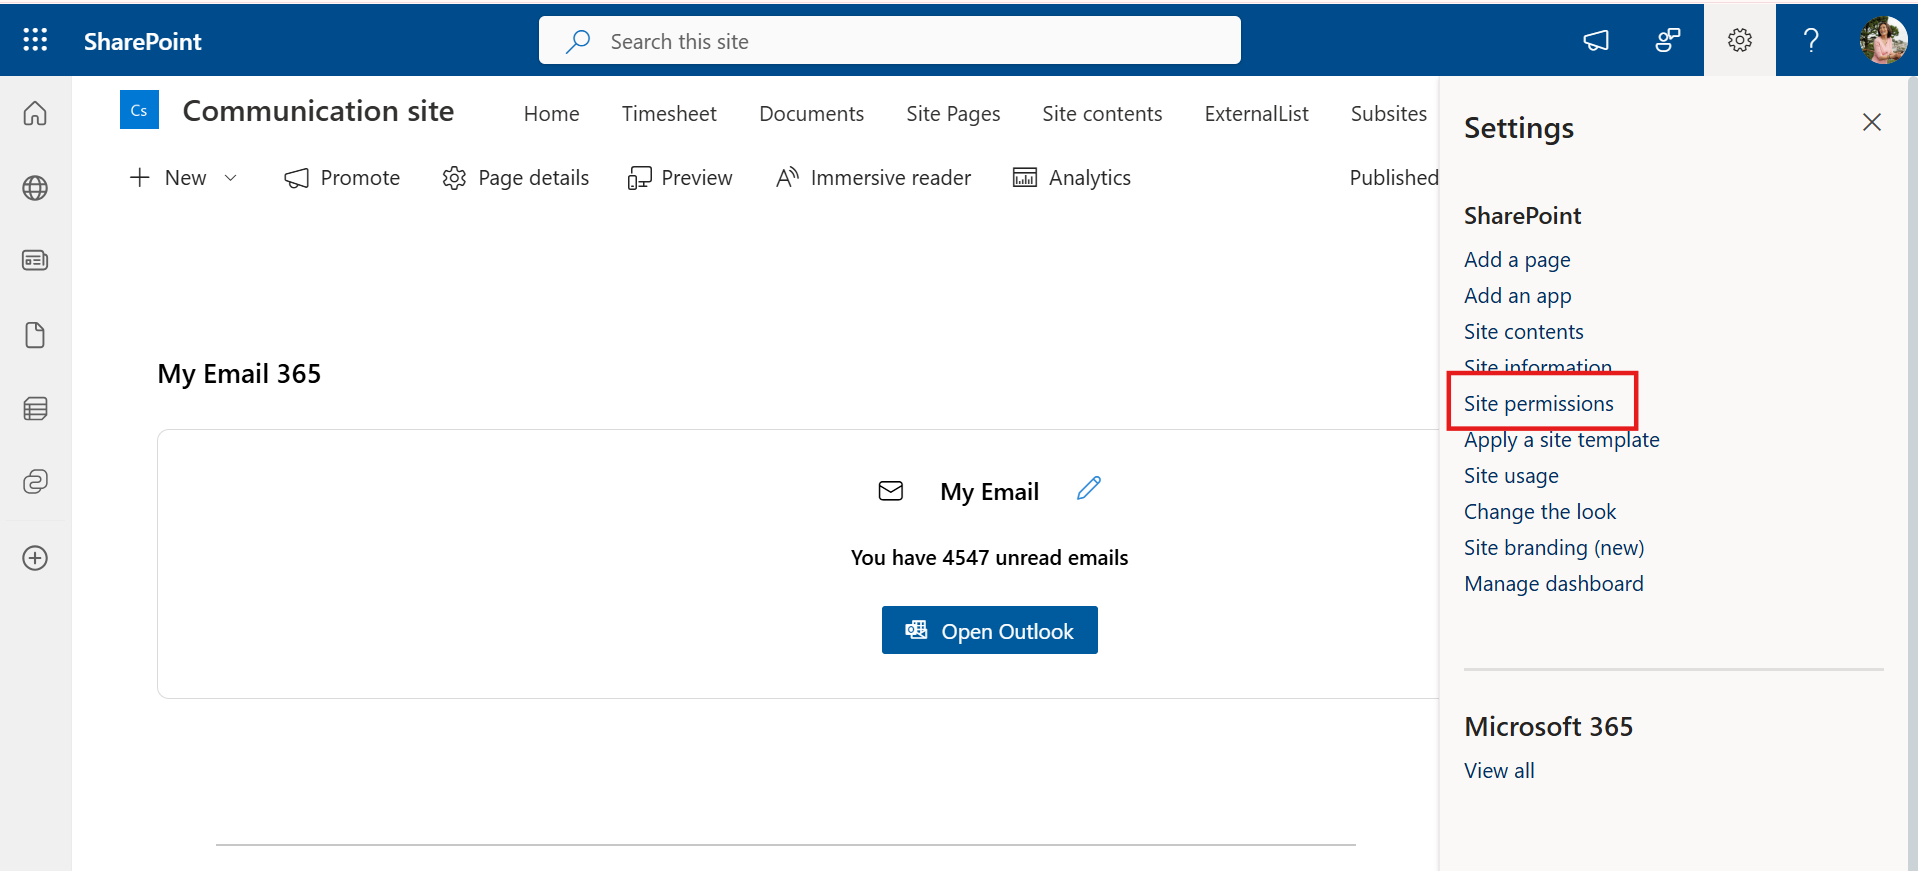 SharePoint
Search this site
Cs
Communication site
Home
Timesheet
Documents
Site Pages
Site contents
ExternalList
Subsites
New
Promote
Page details
Preview
Immersive reader
Analytics
Published
My Email 365
My Email
You have 4547 unread emails
Open Outlook
Settings
SharePoint
Add a page
Add an app
Site contents
Site information
Site permissions
Apply a site template
Site usage
Change the look
Site branding (new)
Manage dashboard
Microsoft 365
View all